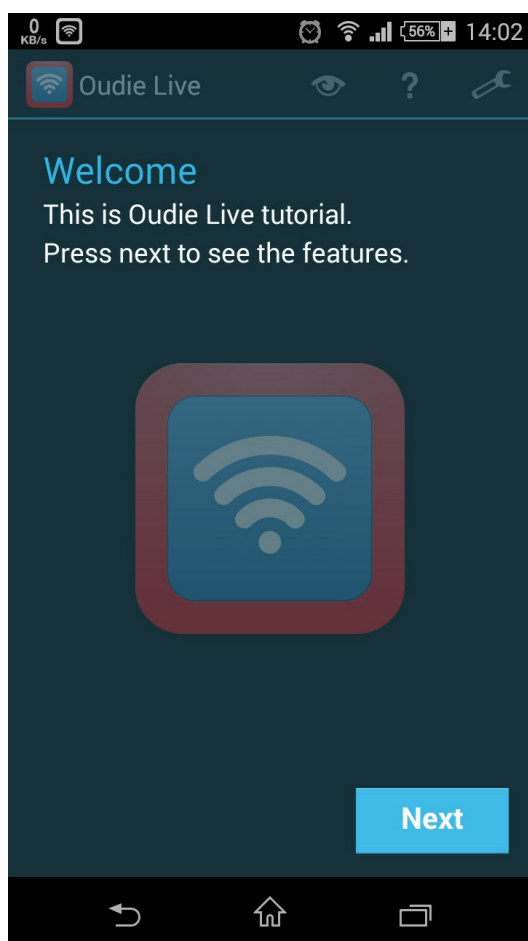 0
KB/s
56%
14:02
Oudie Live
?
Welcome
This is Oudie Live tutorial.
Press next to see the features.
Next